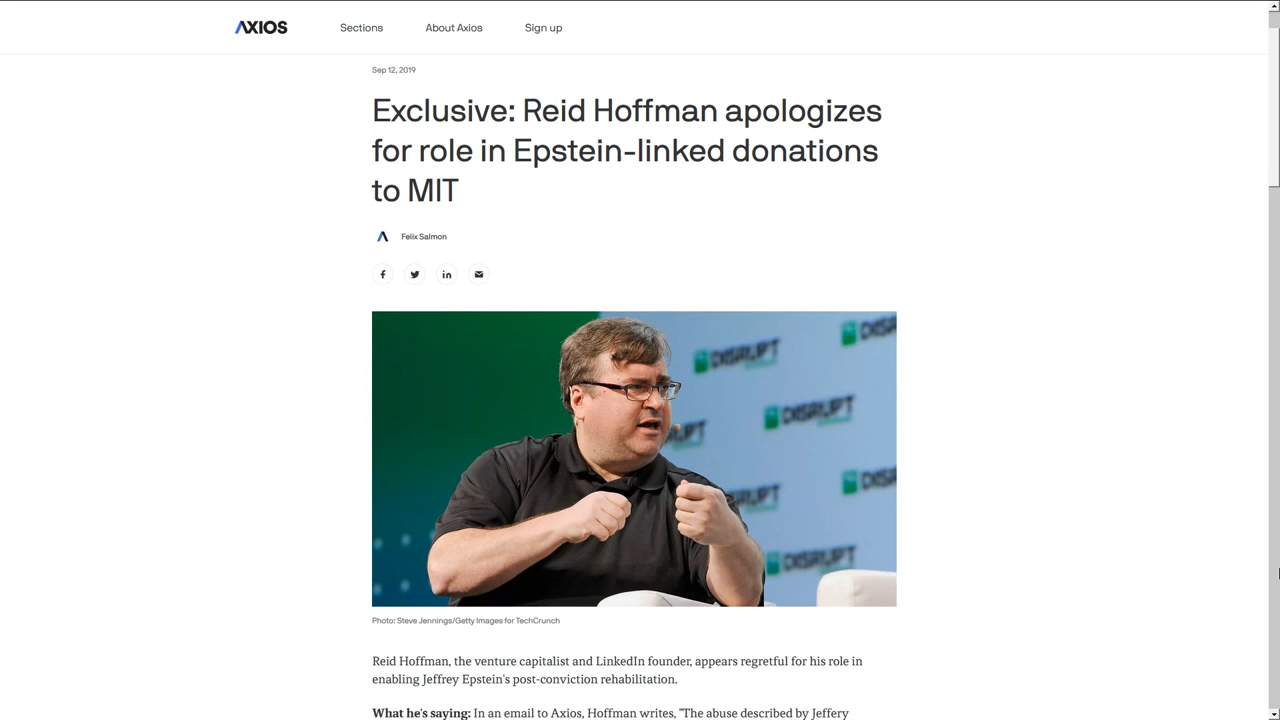 AXIOS Sections About Axios Sign up
Sep 12, 2019
Exclusive: Reid Hoffman apologizes
for role in Epstein-linked donations
to MIT
Felix Salmon
DISRUPT
DISRUPT
DISRUPT
DISRUPT
Photo: Steve Jennings/Getty Images for TechCrunch
Reid Hoffman, the venture capitalist and LinkedIn founder, appears regretful for his role in
enabling Jeffrey Epstein's post-conviction rehabilitation.
What he's saying: In an email to Axios, Hoffman writes, "The abuse described by Jeffery